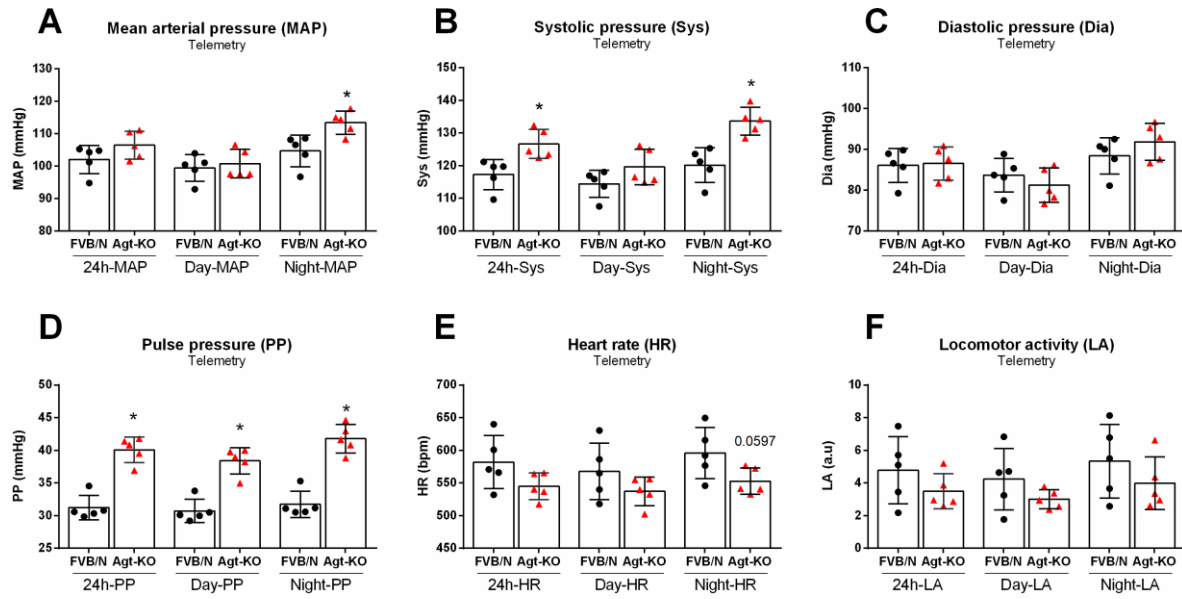 A
Mean arterial pressure (MAP)
Telemetry
MAP (mmHg)
130
120
110
100
90
80
*
FVB/N Agt-KO FVB/N Agt-KO FVB/N Agt-KO
24h-MAP Day-MAP Night-MAP
B
Systolic pressure (Sys)
Telemetry
Sys (mmHg)
150
140
130
120
110
100
* *
FVB/N Agt-KO FVB/N Agt-KO FVB/N Agt-KO
24h-Sys Day-Sys Night-Sys
C
Diastolic pressure (Dia)
Telemetry
Dia (mmHg)
110
100
90
80
70
FVB/N Agt-KO FVB/N Agt-KO FVB/N Agt-KO
24h-Dia Day-Dia Night-Dia
D
Pulse pressure (PP)
Telemetry
PP (mmHg)
50
45
40
35
30
25
* * *
FVB/N Agt-KO FVB/N Agt-KO FVB/N Agt-KO
24h-PP Day-PP Night-PP
E
Heart rate (HR)
Telemetry
HR (bpm)
700
650
600
550
500
450
0.0597
FVB/N Agt-KO FVB/N Agt-KO FVB/N Agt-KO
24h-HR Day-HR Night-HR
F
Locomotor activity (LA)
Telemetry
LA (a.u)
10
8
6
4
2
0
FVB/N Agt-KO FVB/N Agt-KO FVB/N Agt-KO
24h-LA Day-LA Night-LA